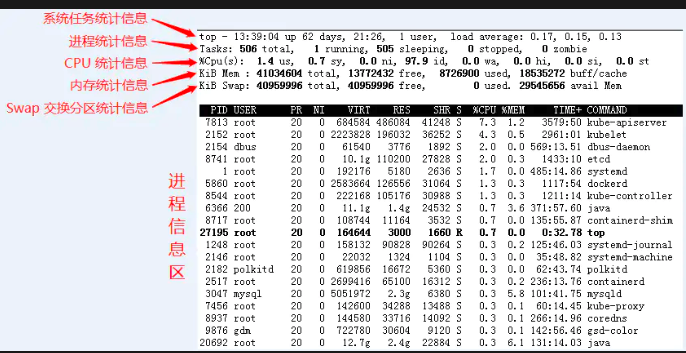 系统任务统计信息
进程统计信息
CPU 统计信息
内存统计信息
Swap 交换分区统计信息
进程信息区
top - 13:39:04 up 62 days, 21:26, 1 user, load average: 0.17, 0.15, 0.13
Tasks: 506 total, 1 running, 505 sleeping, 0 stopped, 0 zombie
%Cpu(s): 1.4 us, 0.7 sy, 0.0 ni, 97.9 id, 0.0 wa, 0.0 hi, 0.0 si, 0.0 st
KiB Mem : 41034604 total, 13772432 free, 8726900 used, 18535272 buff/cache
KiB Swap: 40959996 total, 40959996 free, 0 used. 29545656 avail Mem
PID USER PR NI VIRT RES SHR S %CPU %MEM TIME+ COMMAND
7813 root 20 0 684584 486084 41248 S 7.3 1.2 3579:50 kube-apiserver
2152 root 20 0 2223828 196032 36252 S 4.3 0.5 2961:01 kubelet
2154 dbus 20 0 61540 3776 1892 S 2.0 0.0 569:13.51 dbus-daemon
8741 root 20 0 10.1g 110200 27828 S 2.0 0.3 1433:10 etcd
1 root 20 0 192176 5180 2636 S 1.7 0.0 485:14.86 systemd
5860 root 20 0 2583664 126556 31064 S 1.3 0.3 1117:54 dockerd
8544 root 20 0 222168 105176 30988 S 1.3 0.3 1211:14 kube-controller
6366 200 20 0 11.1g 1.4g 24532 S 0.7 3.6 371:57.60 java
8717 root 20 0 108744 11164 3532 S 0.7 0.0 135:55.87 containerd-shim
27195 root 20 0 164644 3000 1660 R 0.7 0.0 0:32.78 top
1248 root 20 0 158132 90828 90264 S 0.3 0.2 125:46.03 systemd-journal
2146 root 20 0 22032 1324 1104 S 0.3 0.0 35:48.82 systemd-machine
2182 polkitd 20 0 619856 16672 5360 S 0.3 0.0 62:43.74 polkitd
2517 root 20 0 2699416 65100 16312 S 0.3 0.2 236:13.76 containerd
3047 mysql 20 0 5051972 2.3g 6380 S 0.3 5.8 101:41.75 mysqld
7456 root 20 0 142600 34288 13488 S 0.3 0.1 60:14.45 kube-proxy
8937 root 20 0 144580 33716 14092 S 0.3 0.1 266:14.96 coredns
9876 gdm 20 0 722780 30604 9120 S 0.3 0.1 142:56.46 gsd-color
20692 root 20 0 12.7g 2.4g 22884 S 0.3 6.1 131:14.03 java